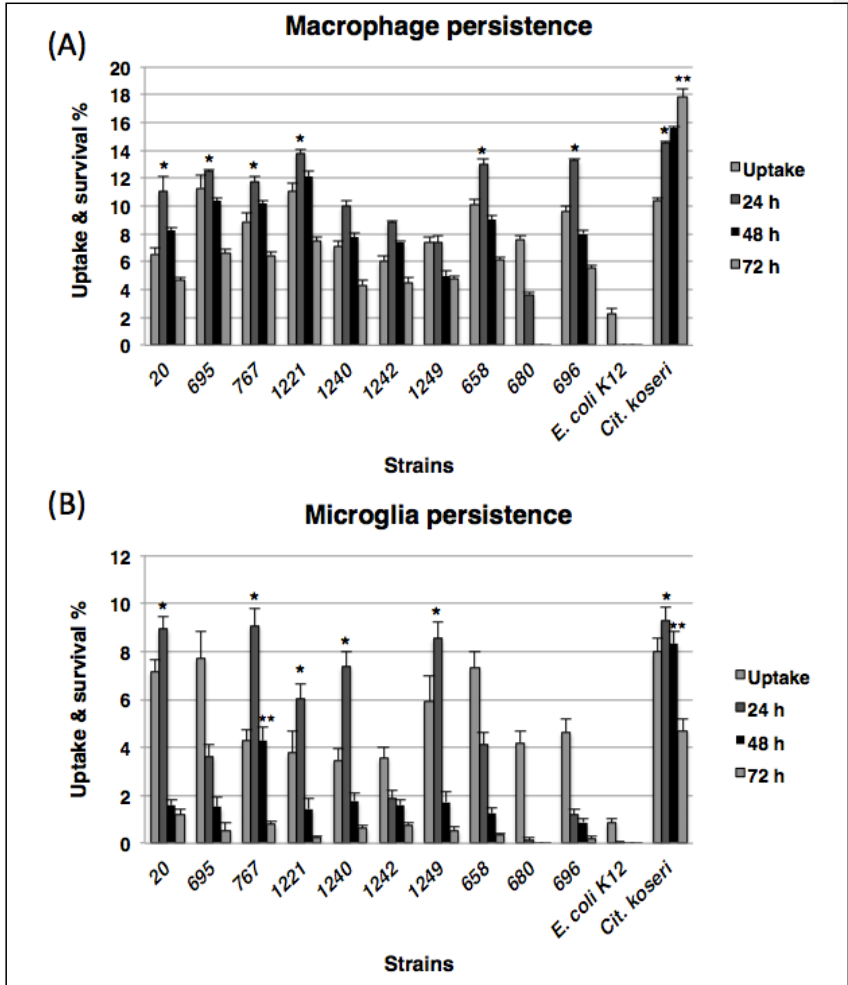 (A)
Macrophage persistence
Uptake & survival %
20
18
16
14
12
10
8
6
4
2
0
* * * * * * * **
20 695 767 1221 1240 1242 1249 658 680 696 E. coli K12 Cit. koseri
Strains
Uptake
24 h
48 h
72 h
(B)
Microglia persistence
Uptake & survival %
12
10
8
6
4
2
0
* * ** * * * * **
20 695 767 1221 1240 1242 1249 658 680 696 E. coli K12 Cit. koseri
Strains
Uptake
24 h
48 h
72 h